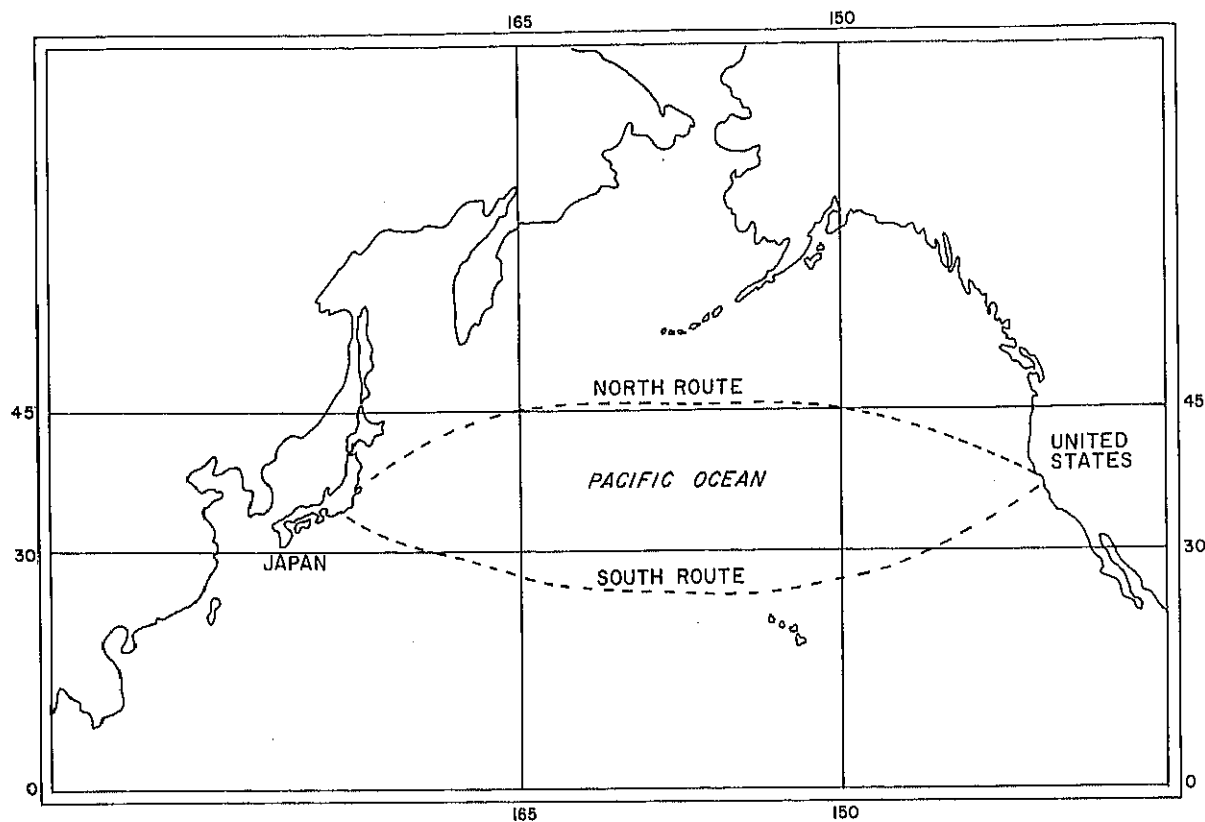 165 150
NORTH ROUTE
45 45
UNITED
STATES
PACIFIC OCEAN
30 30
JAPAN
SOUTH ROUTE
0 0
165 150